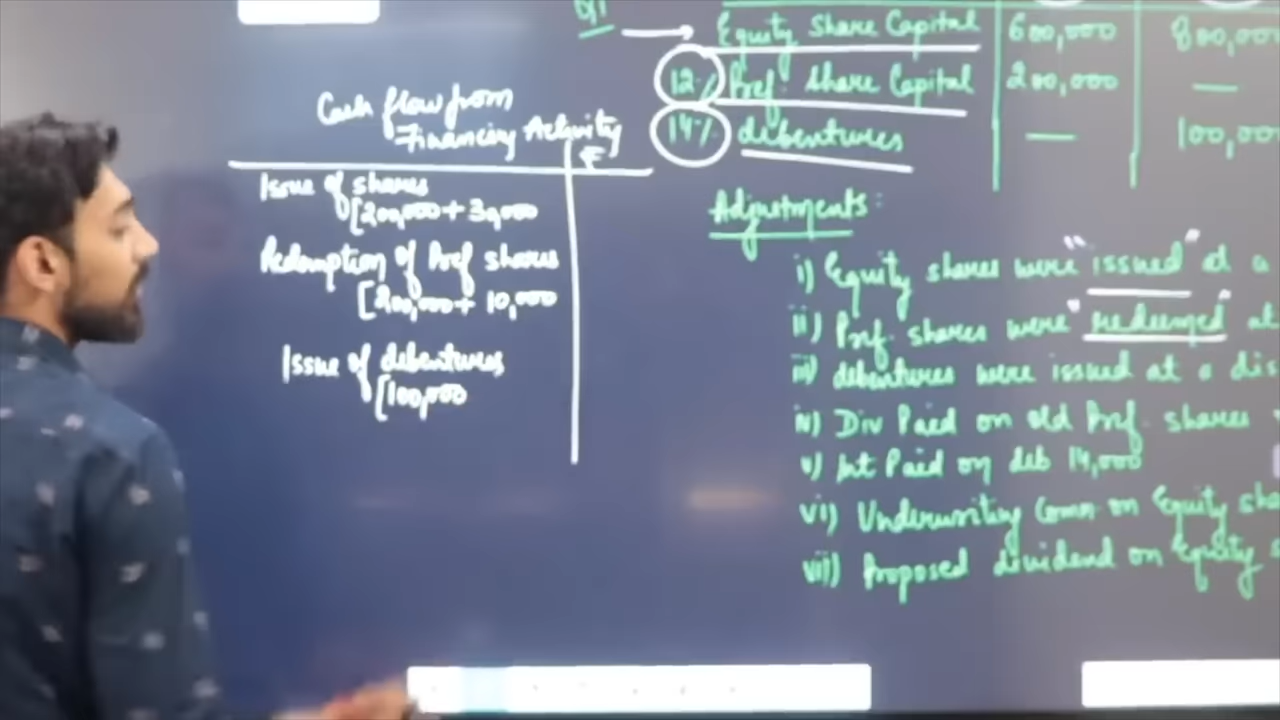 Q.1
Equity Share Capital 600,000 800,000
12% Pref. Share Capital 200,000 —
14% debentures — 100,00
Cash flow from
Financing Activity
₹
Issue of shares
[200,000 + 30,000
Redemption of Pref shares
[200,000 + 10,000
Issue of debentures
[100,000
Adjustments:
i) Equity shares were "issued" at a
ii) Pref. shares were "redeemed" at
iii) debentures were issued at a dis
iv) Div Paid on old Pref. shares
v) Int Paid on deb 14,000
vi) Underwriting Comm. on Equity sha
vii) Proposed dividend on Equity s